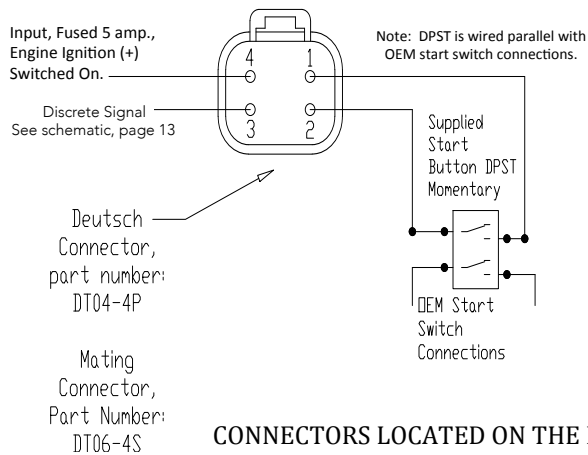 Input, Fused 5 amp.,
Engine Ignition (+)
Switched On.
Discrete Signal
See schematic, page 13
4
1
3
2
Note:  DPST is wired parallel with
OEM start switch connections.
Supplied
Start
Button DPST
Momentary
OEM Start
Switch
Connections
Deutsch
Connector,
part number:
DT04-4P
Mating
Connector,
Part Number:
DT06-4S
CONNECTORS LOCATED ON THE